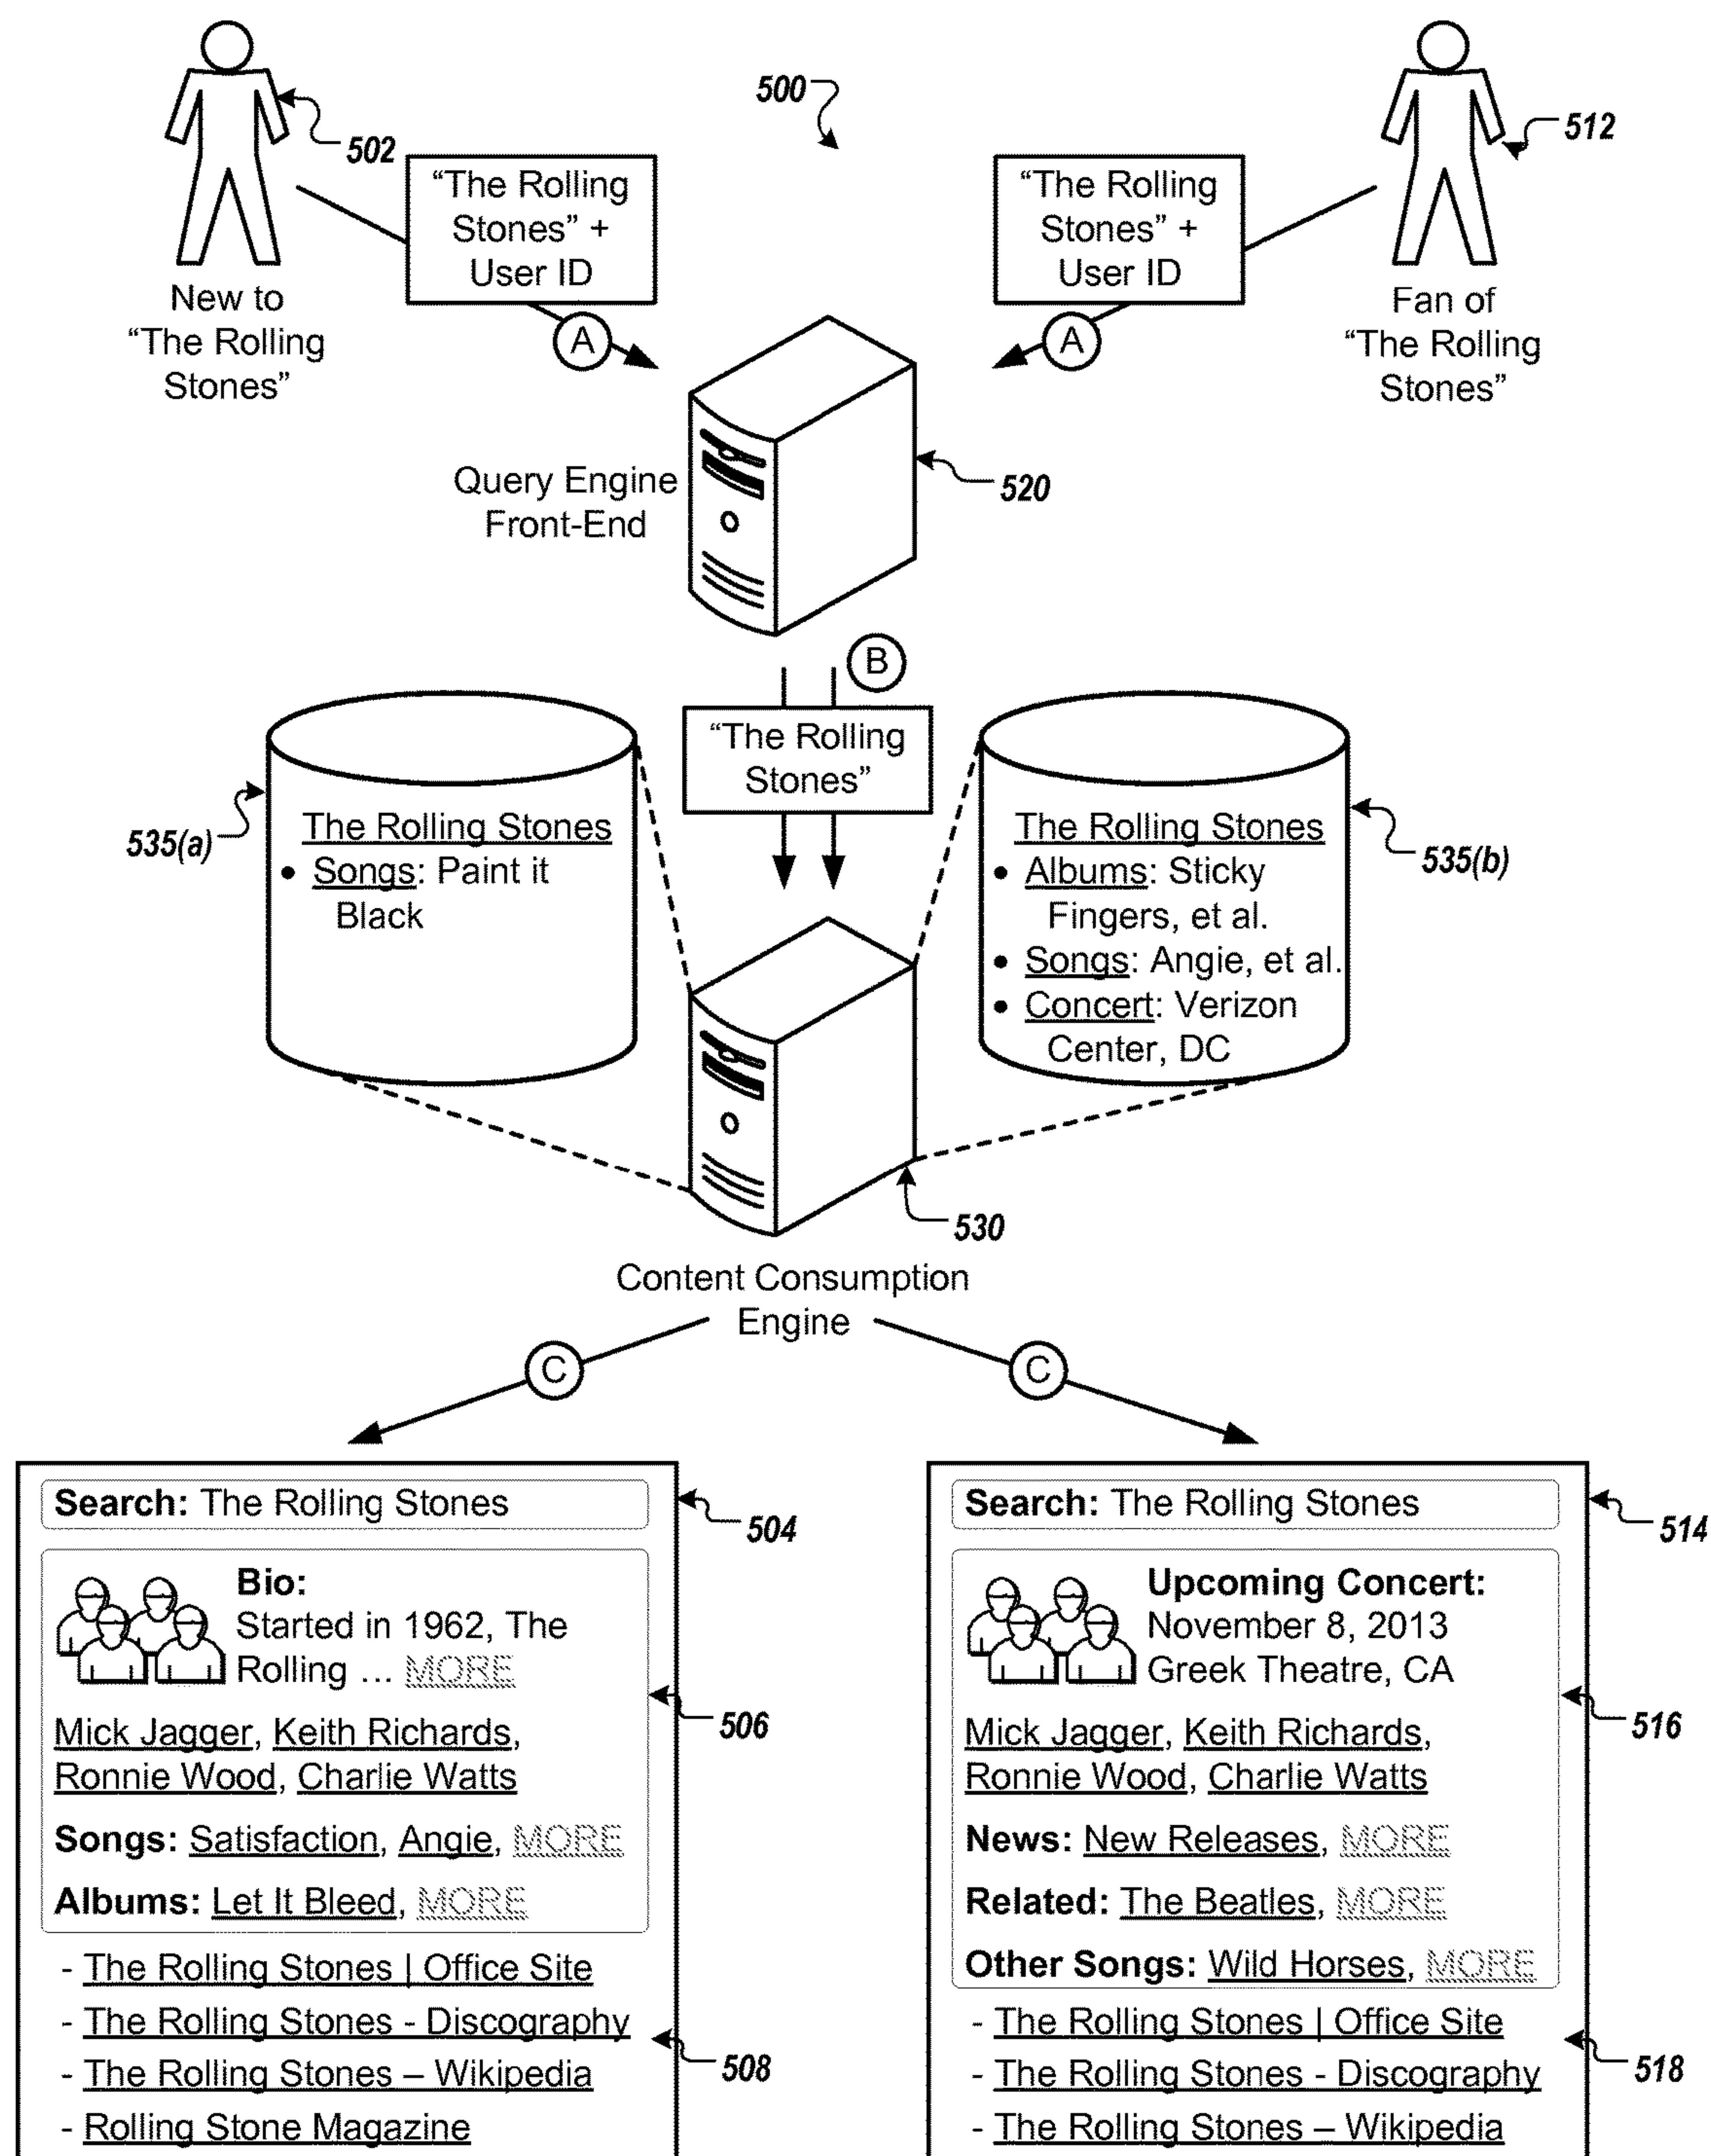 500
502
512
“The Rolling
Stones” +
User ID
“The Rolling
Stones” +
User ID
New to
“The Rolling
Stones”
Fan of
“The Rolling
Stones”
A
A
Query Engine
Front-End
520
B
“The Rolling
Stones”
535(a)
The Rolling Stones
• Songs: Paint it
Black
The Rolling Stones
• Albums: Sticky
Fingers, et al.
• Songs: Angie, et al.
• Concert: Verizon
Center, DC
535(b)
530
Content Consumption
Engine
C
C
Search: The Rolling Stones
504
Bio:
Started in 1962, The
Rolling ... MORE
506
Mick Jagger, Keith Richards,
Ronnie Wood, Charlie Watts
Songs: Satisfaction, Angie, MORE
Albums: Let It Bleed, MORE
- The Rolling Stones | Office Site
- The Rolling Stones - Discography
508
- The Rolling Stones – Wikipedia
- Rolling Stone Magazine
Search: The Rolling Stones
514
Upcoming Concert:
November 8, 2013
Greek Theatre, CA
516
Mick Jagger, Keith Richards,
Ronnie Wood, Charlie Watts
News: New Releases, MORE
Related: The Beatles, MORE
Other Songs: Wild Horses, MORE
- The Rolling Stones | Office Site
518
- The Rolling Stones - Discography
- The Rolling Stones – Wikipedia